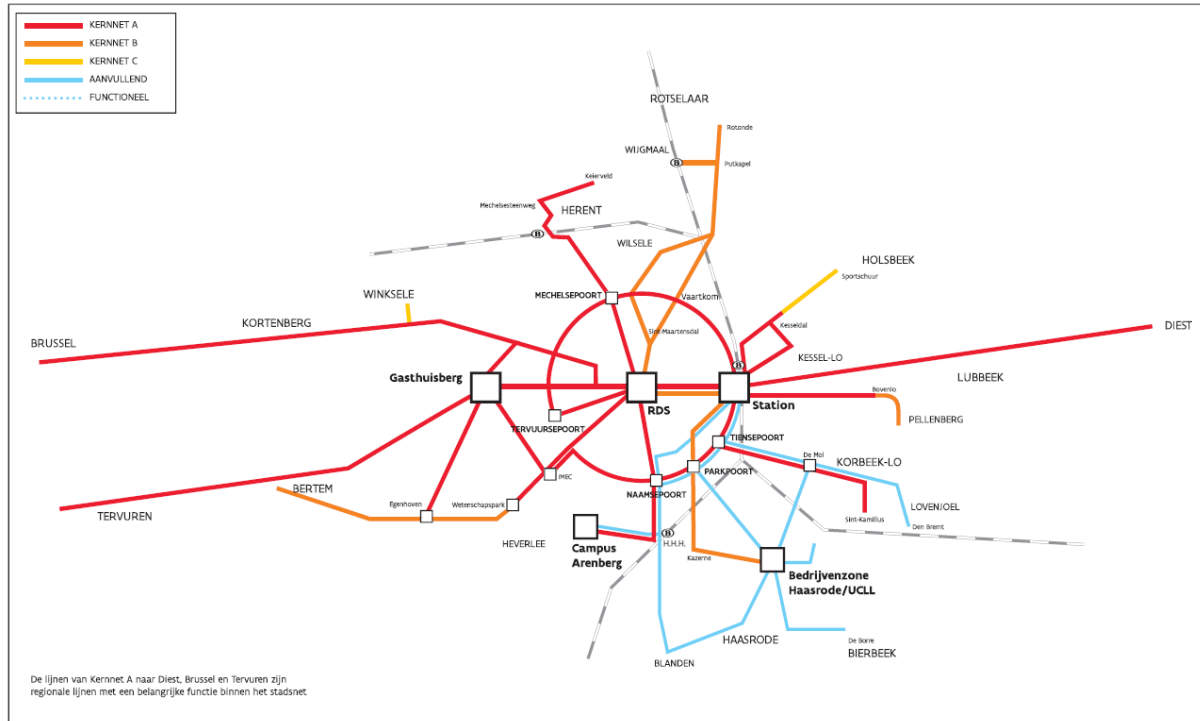 KERNNET A
KERNNET B
KERNNET C
AANVULLEND
FUNCTIONEEL
ROTSELAAR
Rotonde
WIJGMAAL
B
Putkapel
Keierveld
Mechelsesteenweg
HERENT
B
WILSELE
HOLSBEEK
Sportschuur
WINKSELE
MECHELSEPOORT
Vaartkom
KORTENBERG
Kesseldal
DIEST
BRUSSEL
Sint-Maartensdal
KESSEL-LO
B
LUBBEEK
Gasthuisberg
RDS
Station
Bovenlo
PELLENBERG
TERVUURSEPOORT
TIENSEPOORT
De Mol
KORBEEK-LO
IMEC
PARKPOORT
BERTEM
NAAMSEPOORT
Egenhoven
Wetenschapspark
LOVENJOEL
TERVUREN
Sint-Kamillus
Den Bremt
HEVERLEE
B
H.H.H.
Campus
Arenberg
Kazerne
Bedrijvenzone
Haasrode/UCLL
HAASRODE
De Borre
BIERBEEK
BLANDEN
De lijnen van Kernnet A naar Diest, Brussel en Tervuren zijn
regionale lijnen met een belangrijke functie binnen het stadsnet